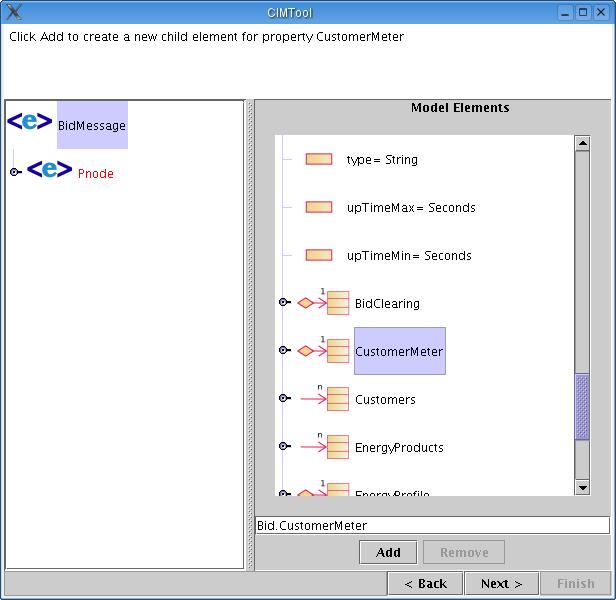 CIMTool
Click Add to create a new child element for property CustomerMeter
<e> BidMessage
<e> Pnode
Model Elements
type= String
upTimeMax= Seconds
upTimeMin= Seconds
1
BidClearing
1
CustomerMeter
n
Customers
n
EnergyProducts
1
EnergyProfile
Bid.CustomerMeter
Add Remove
< Back Next > Finish